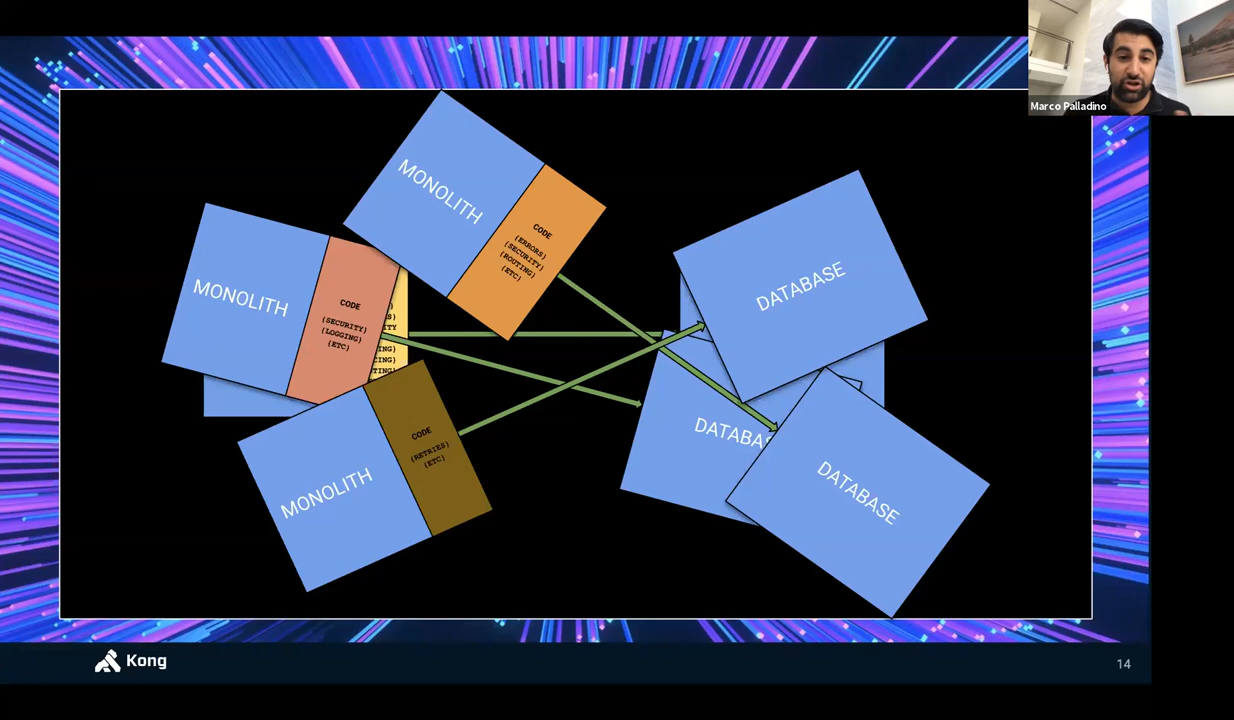 Marco Palladino
MONOLITH
CODE
{ERRORS}
{SECURITY}
{ROUTING}
{ETC}
MONOLITH
CODE
{SECURITY}
{LOGGING}
{ETC}
MONOLITH
CODE
{RETRIES}
{ETC}
DATABASE
DATABAS
DATABASE
Kong
14